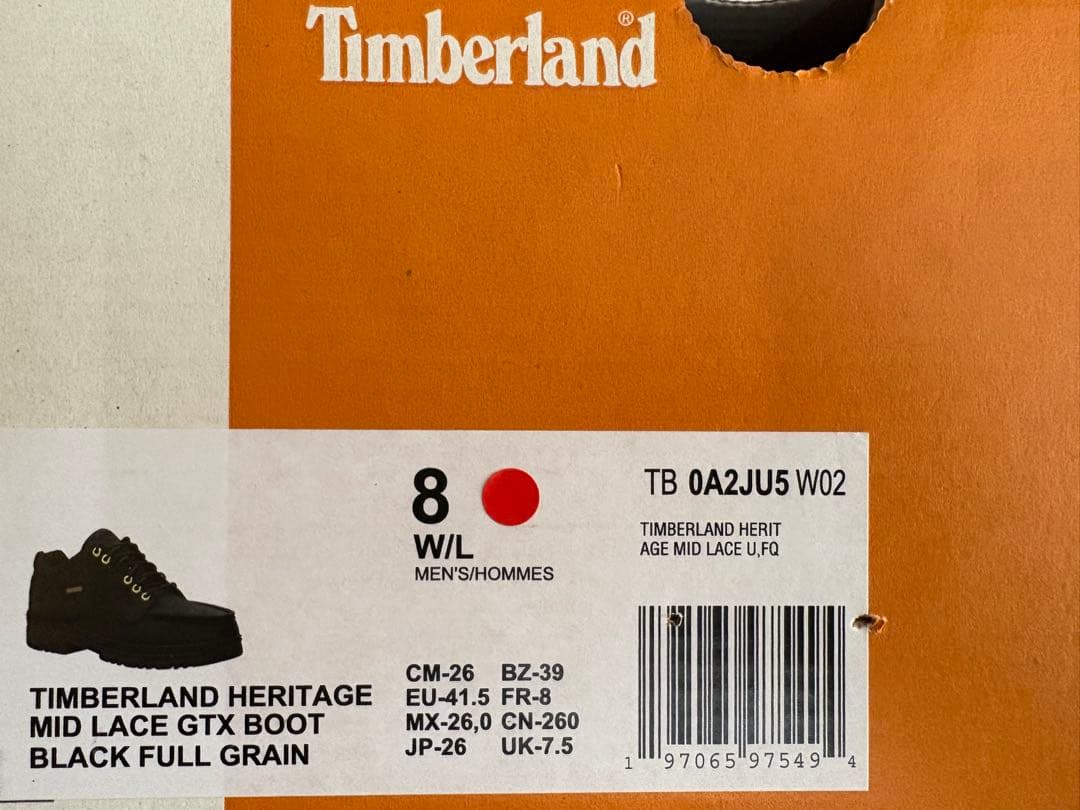 Timberland®
8
W/L
MEN'S/HOMMES
TB 0A2JU5 W02
TIMBERLAND HERIT
AGE MID LACE U,FQ
TIMBERLAND HERITAGE
MID LACE GTX BOOT
BLACK FULL GRAIN
CM-26 BZ-39
EU-41.5 FR-8
MX-26,0 CN-260
JP-26 UK-7.5
1 97065 97549 4